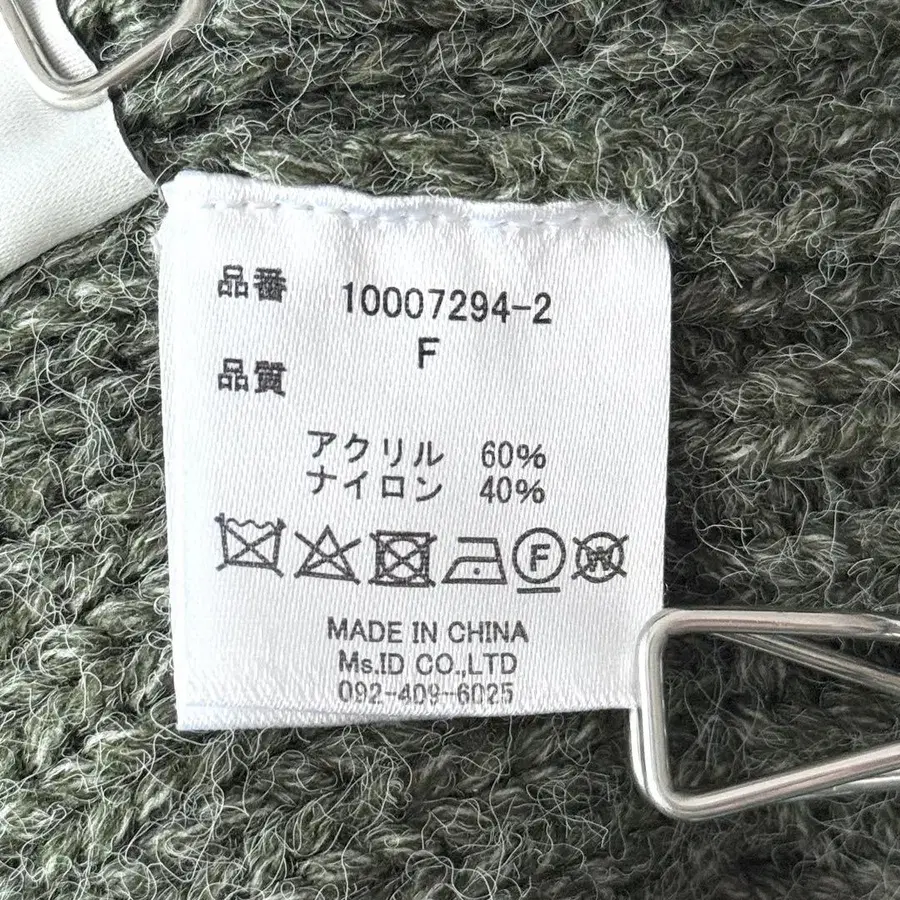 品番 10007294-2
F
品質
アクリル 60%
ナイロン 40%
F W
MADE IN CHINA
Ms.ID CO.,LTD
092-409-6025